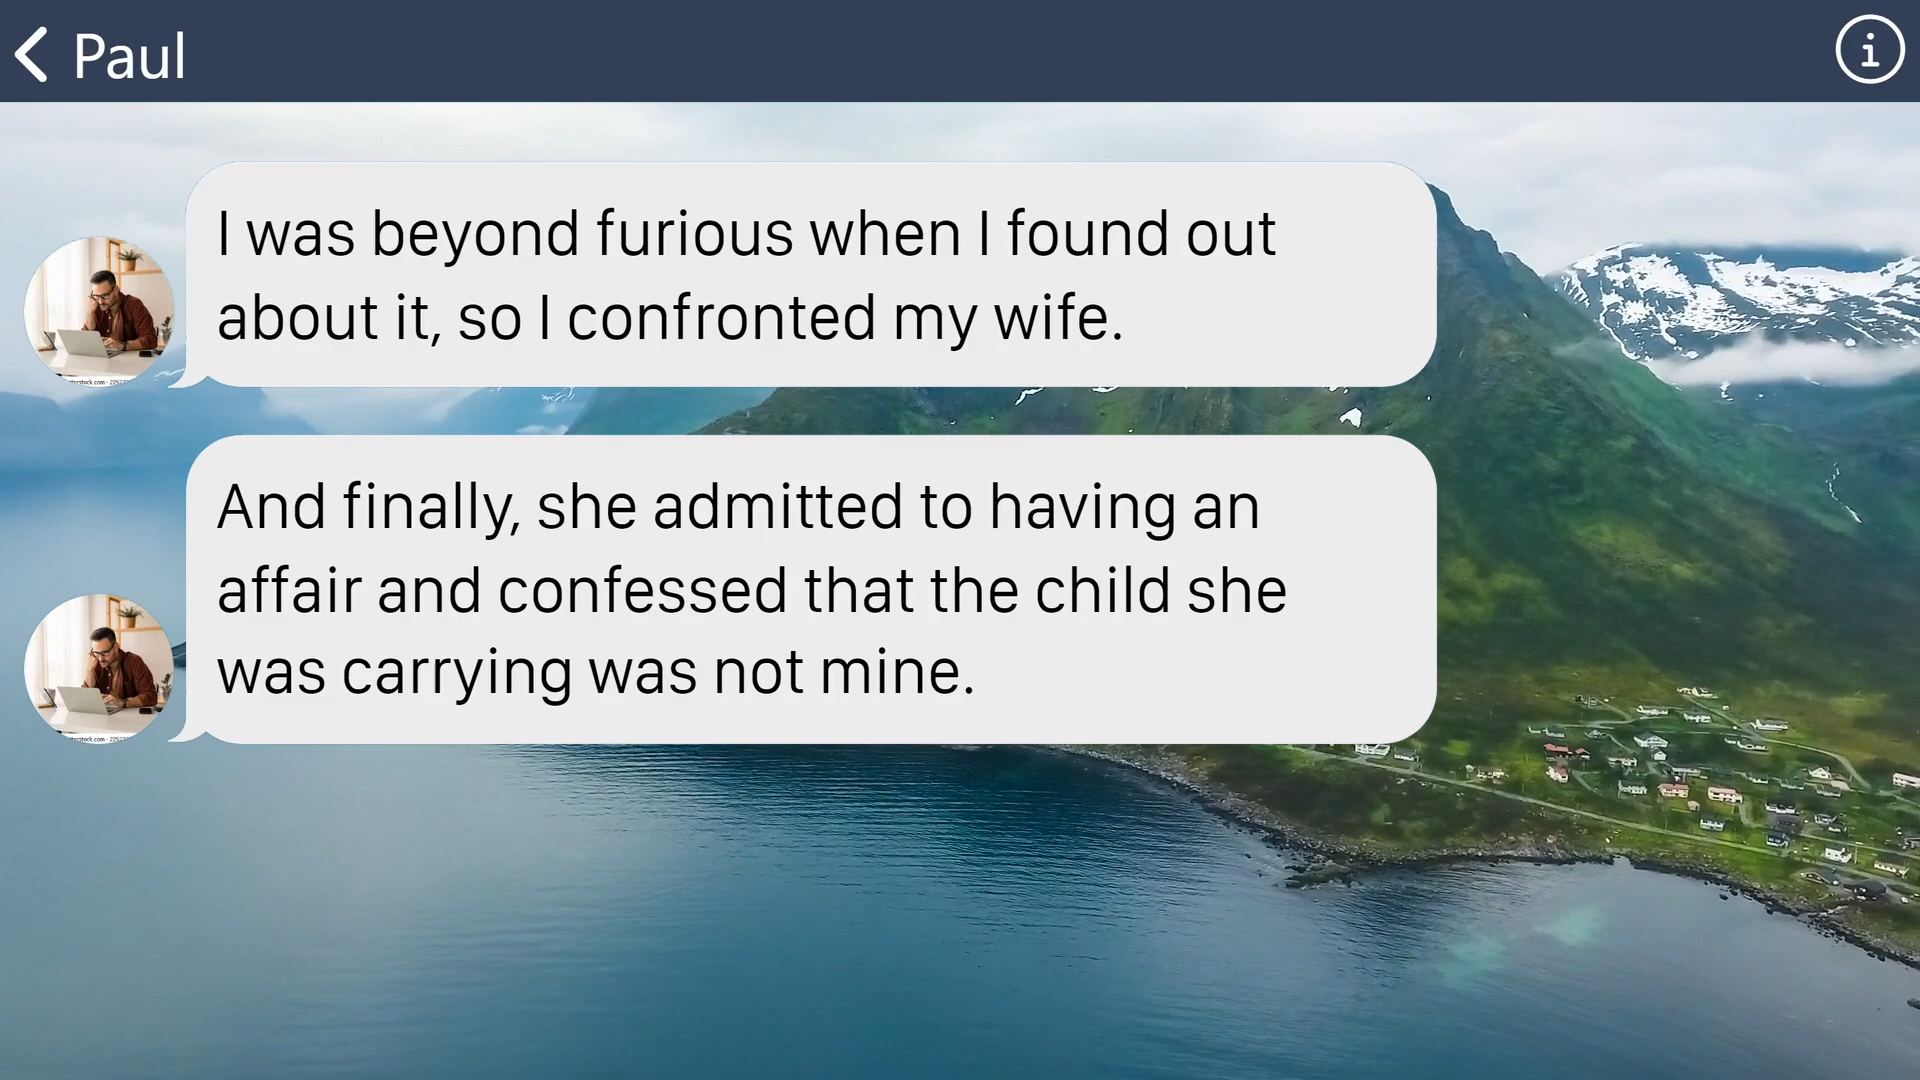 Paul
I was beyond furious when I found out
about it, so I confronted my wife.
And finally, she admitted to having an
affair and confessed that the child she
was carrying was not mine.